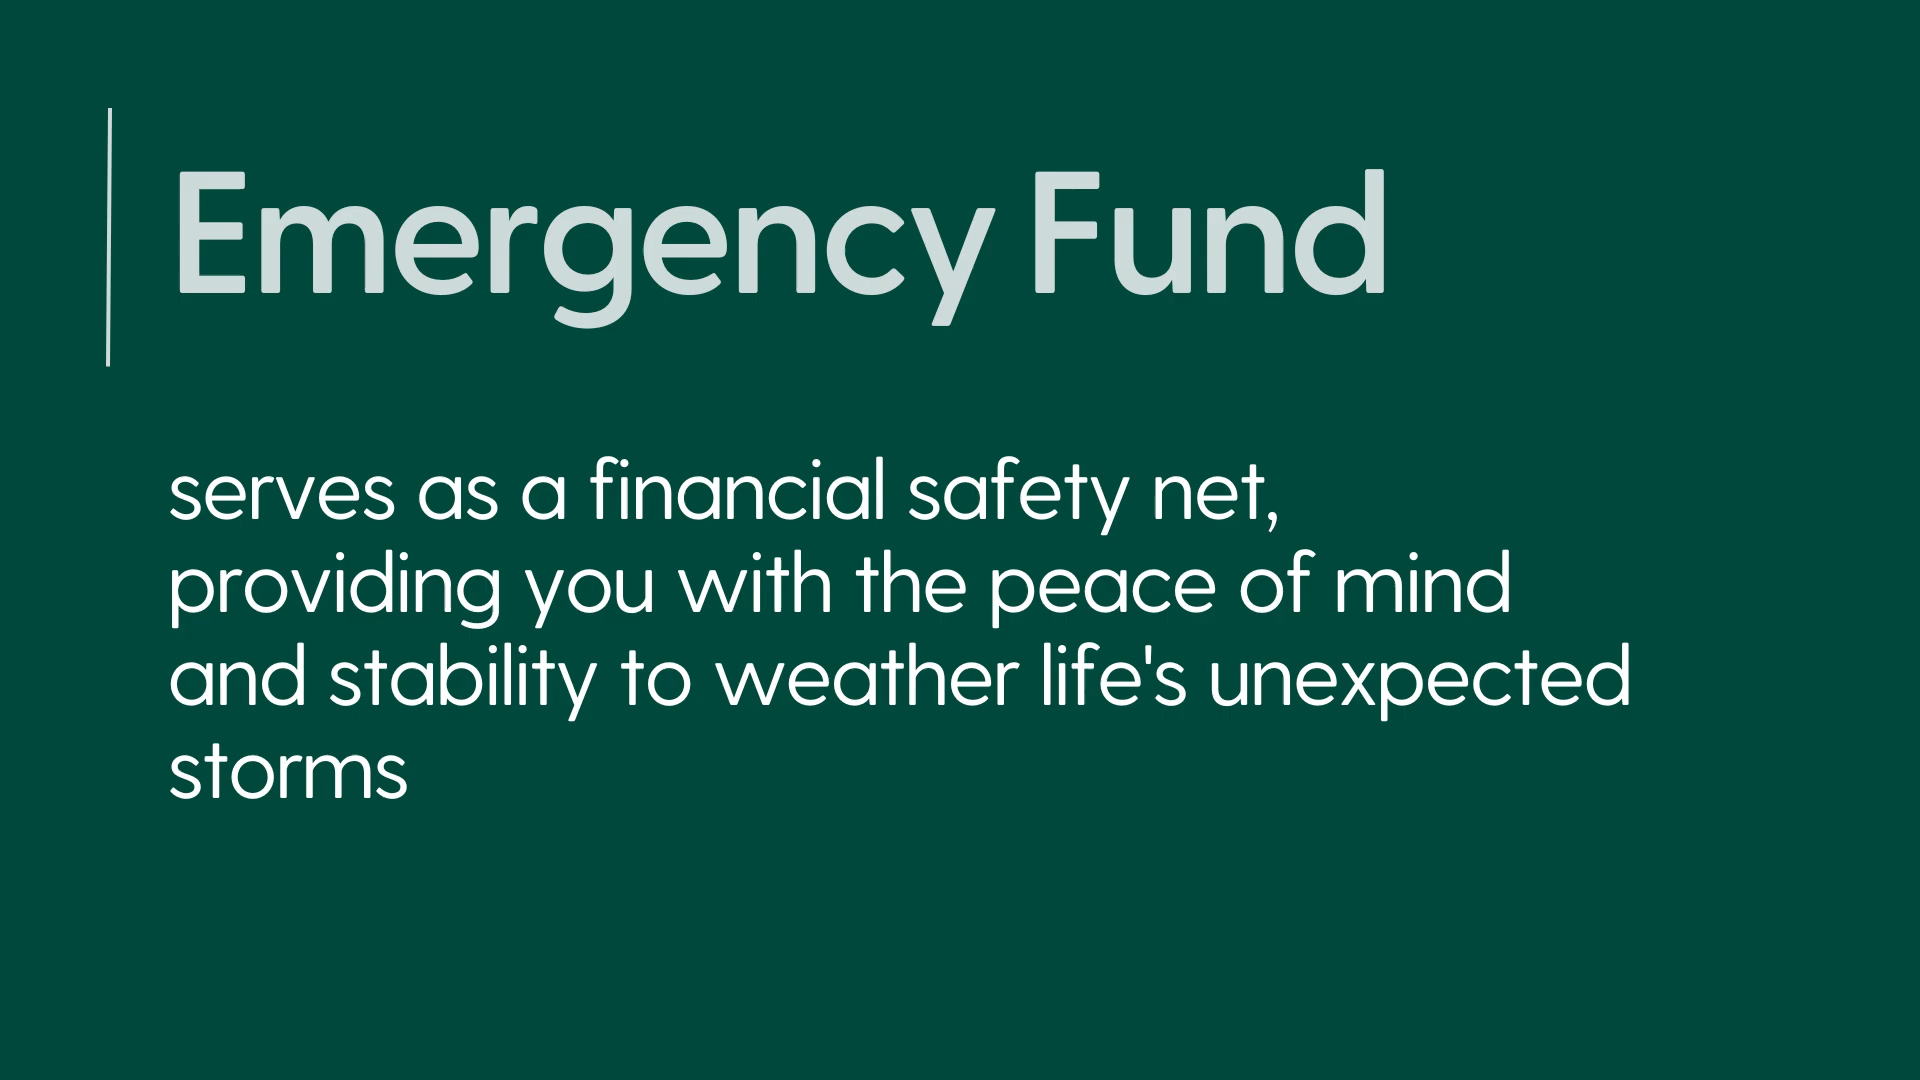 Emergency Fund
serves as a financial safety net,
providing you with the peace of mind
and stability to weather life's unexpected
storms